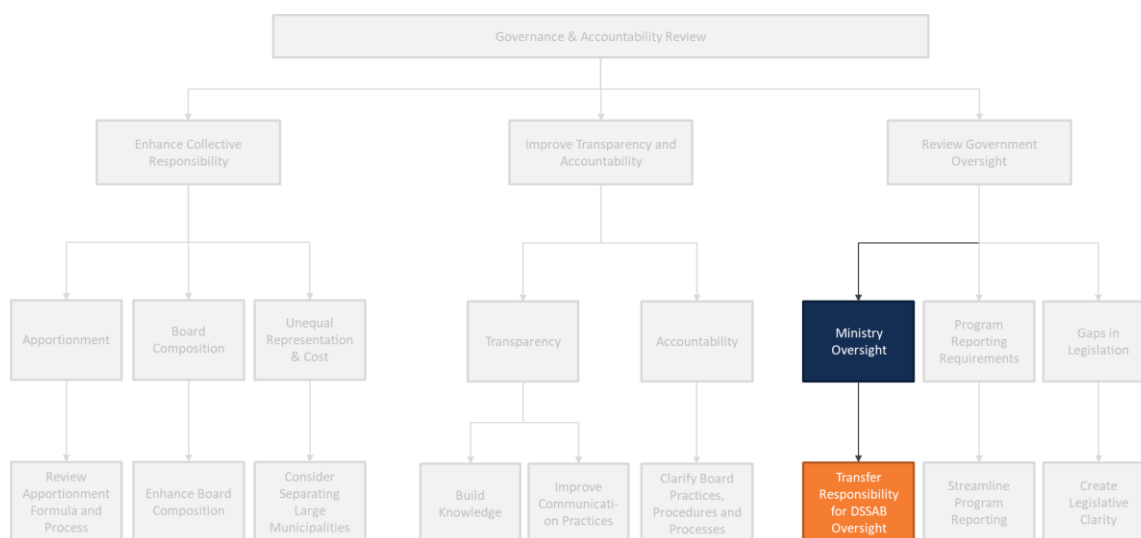 Governance & Accountability Review
Enhance Collective
Responsibility
Improve Transparency and
Accountability
Review Government
Oversight
Apportionment
Board
Composition
Unequal
Representation
& Cost
Transparency
Accountability
Ministry
Oversight
Program
Reporting
Requirements
Gaps in
Legislation
Review
Apportionment
Formula and
Process
Enhance Board
Composition
Consider
Separating
Large
Municipalities
Build
Knowledge
Improve
Communicati-
on Practices
Clarify Board
Practices,
Procedures and
Processes
Transfer
Responsibility
for DSSAB
Oversight
Streamline
Program
Reporting
Create
Legislative
Clarity